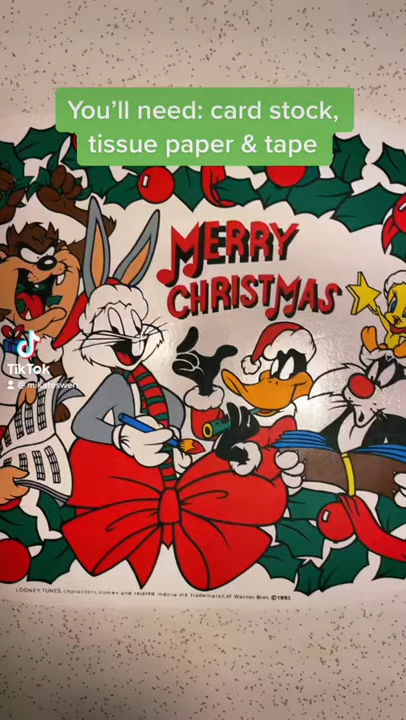 You'll need: card stock,
tissue paper & tape
MERRY
CHRISTMAS
TikTok
LOONEY TUNES, characters, names and related indicia are trademarks of Warner Bros. ©1993